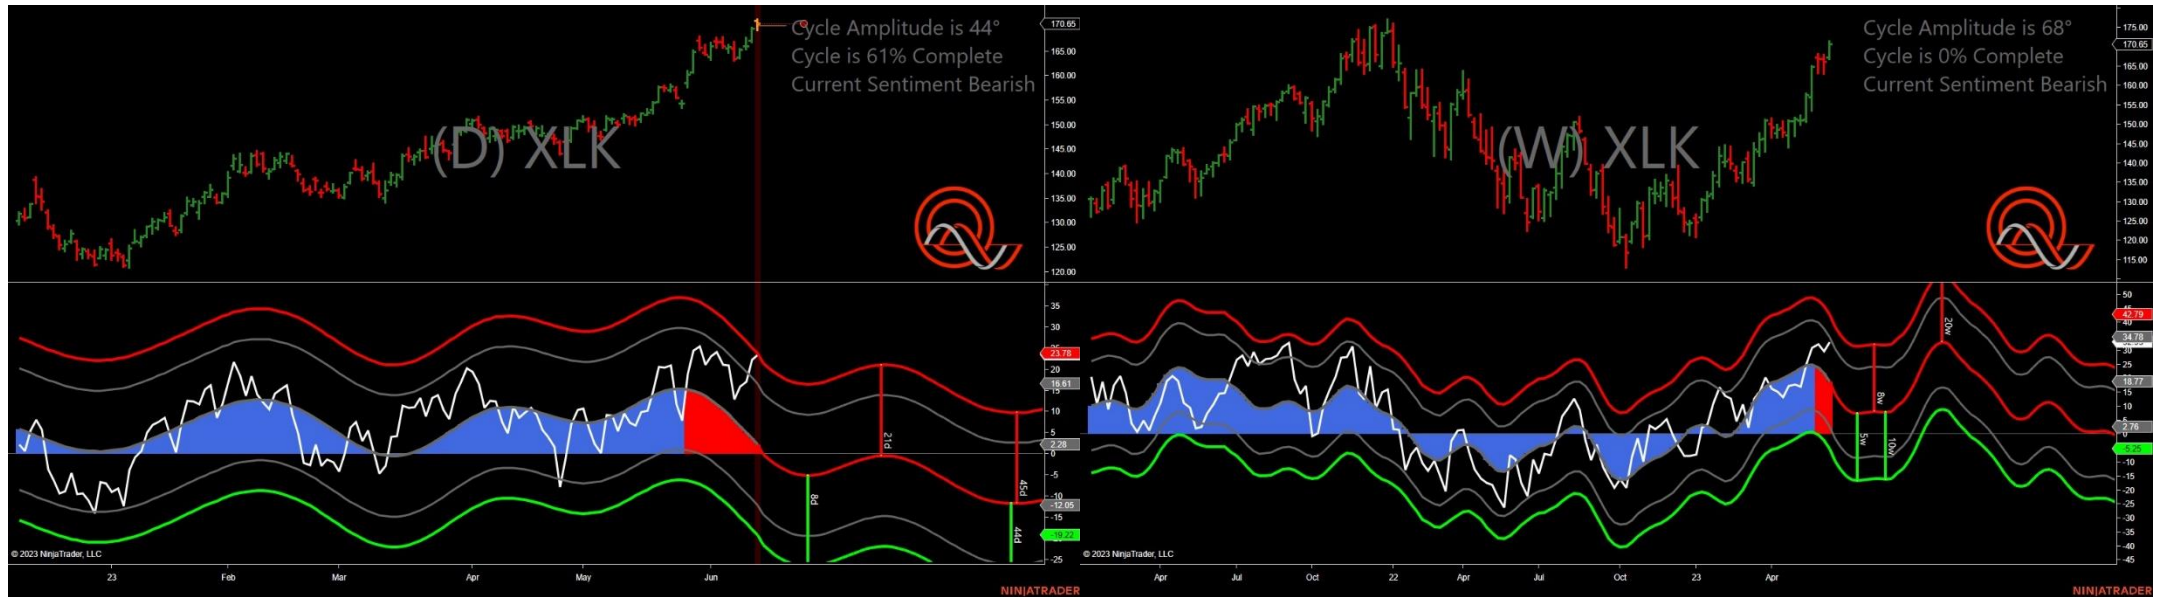 Cycle Amplitude is 44°
Cycle is 61% Complete
Current Sentiment Bearish
(D) XLK
170.65
165.00
160.00
155.00
150.00
145.00
140.00
135.00
130.00
125.00
120.00
35
30
23.78
20
16.61
10
5
2.28
0
-5
-10
-12.05
-15
-19.22
-25
21d
8d
45d
44d
© 2023 NinjaTrader, LLC
23 Feb Mar Apr May Jun
NINJATRADER
Cycle Amplitude is 68°
Cycle is 0% Complete
Current Sentiment Bearish
(W) XLK
175.00
170.65
165.00
160.00
155.00
150.00
145.00
140.00
135.00
130.00
125.00
120.00
115.00
50
42.79
40
34.78
30
25
18.77
15
10
5
2.76
0
-5.25
-10
-15
-20
-25
-30
-35
-40
-45
20w
8w
5w
10w
© 2023 NinjaTrader, LLC
Apr Jul Oct 22 Apr Jul Oct 23 Apr
NINJATRADER